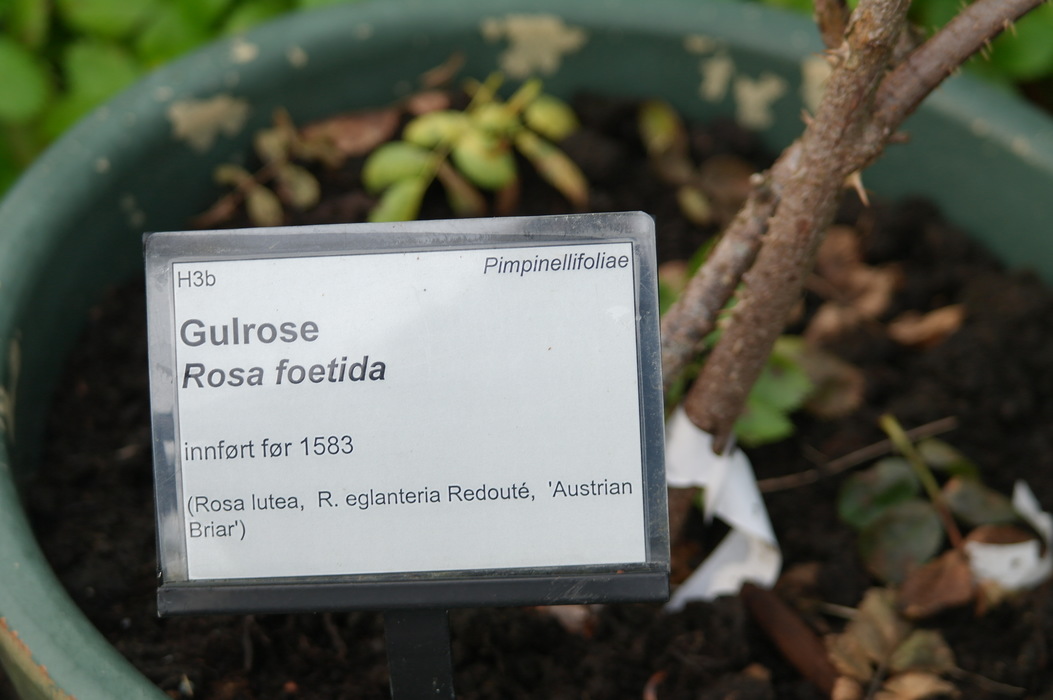 H3b Pimpinellifoliae
Gulrose
Rosa foetida
innført før 1583
(Rosa lutea, R. eglanteria Redouté, 'Austrian
Briar')